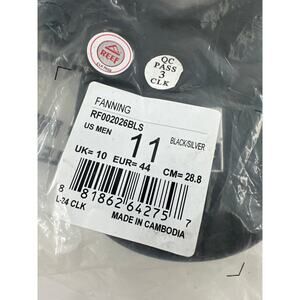 REEF
QC
PASS
3
CLK
FANNING
RF002026BLS
US MEN
11
BLACK/SILVER
UK= 10 EUR= 44 CM= 28.8
8 81862 64275 7
L-24 CLK
MADE IN CAMBODIA